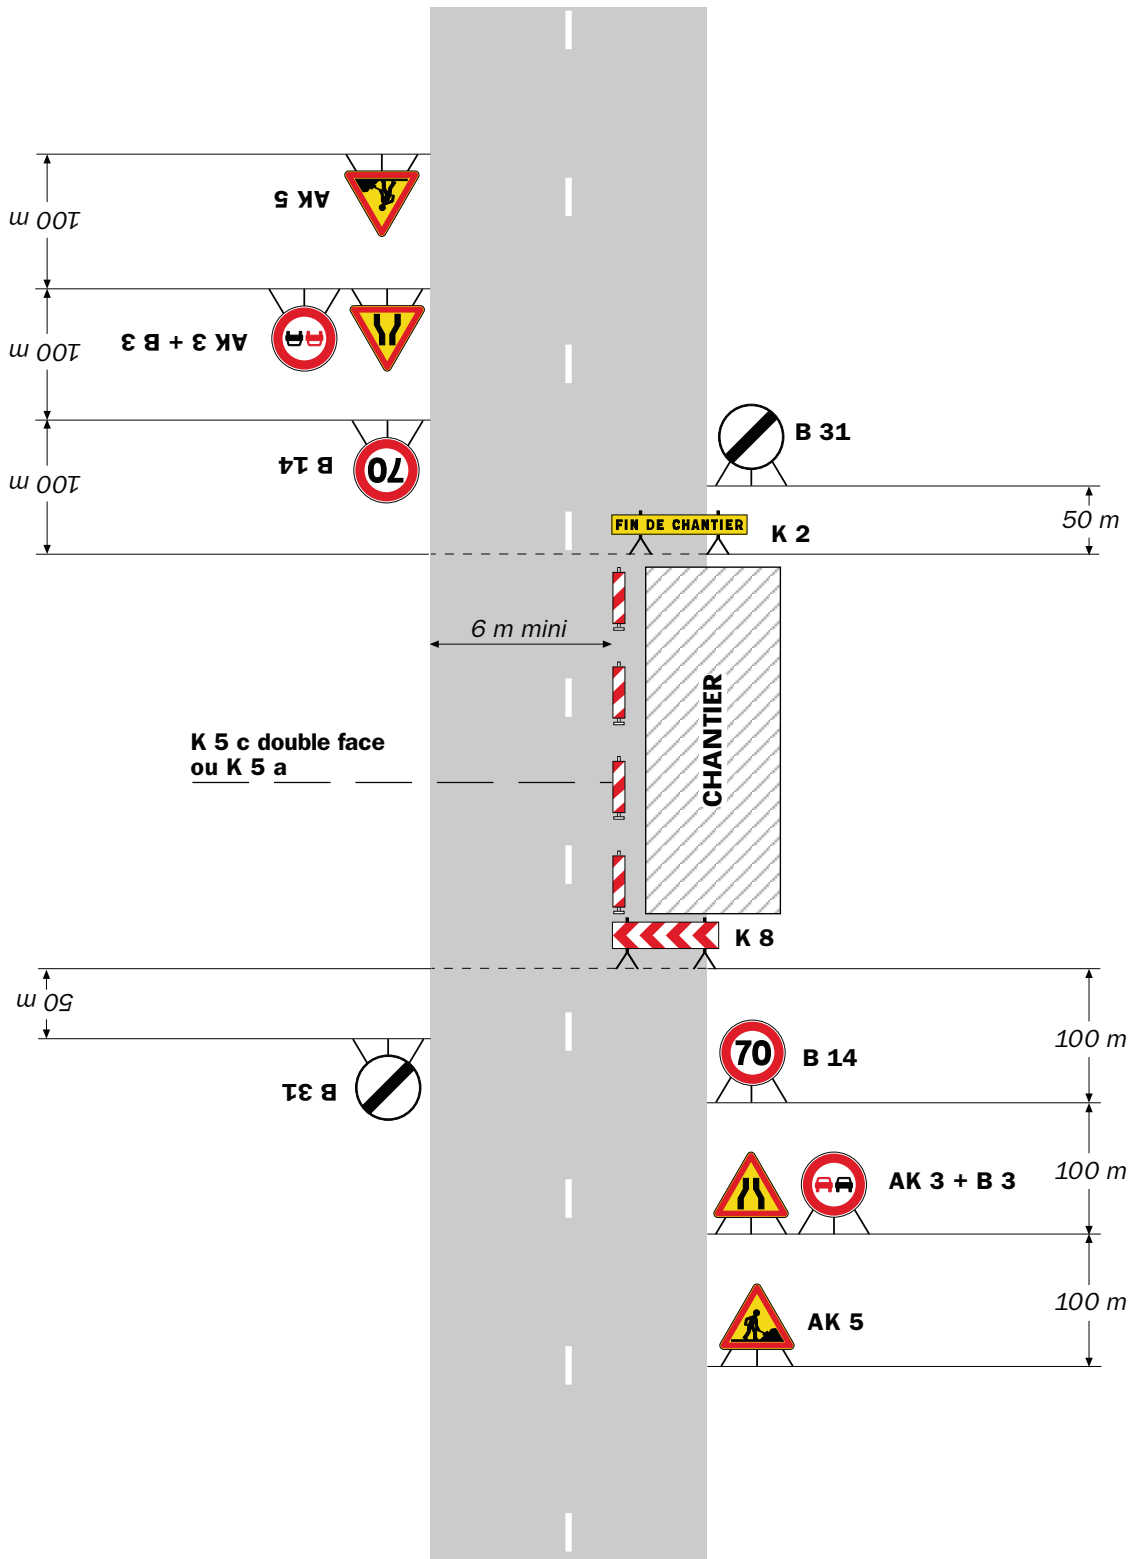 AK 5
100 m
AK 3 + B 3
100 m
B 14
70
100 m
B 31
50 m
FIN DE CHANTIER
K 2
6 m mini
CHANTIER
K 5 c double face
ou K 5 a
K 8
50 m
B 31
70
B 14
100 m
AK 3 + B 3
100 m
AK 5
100 m